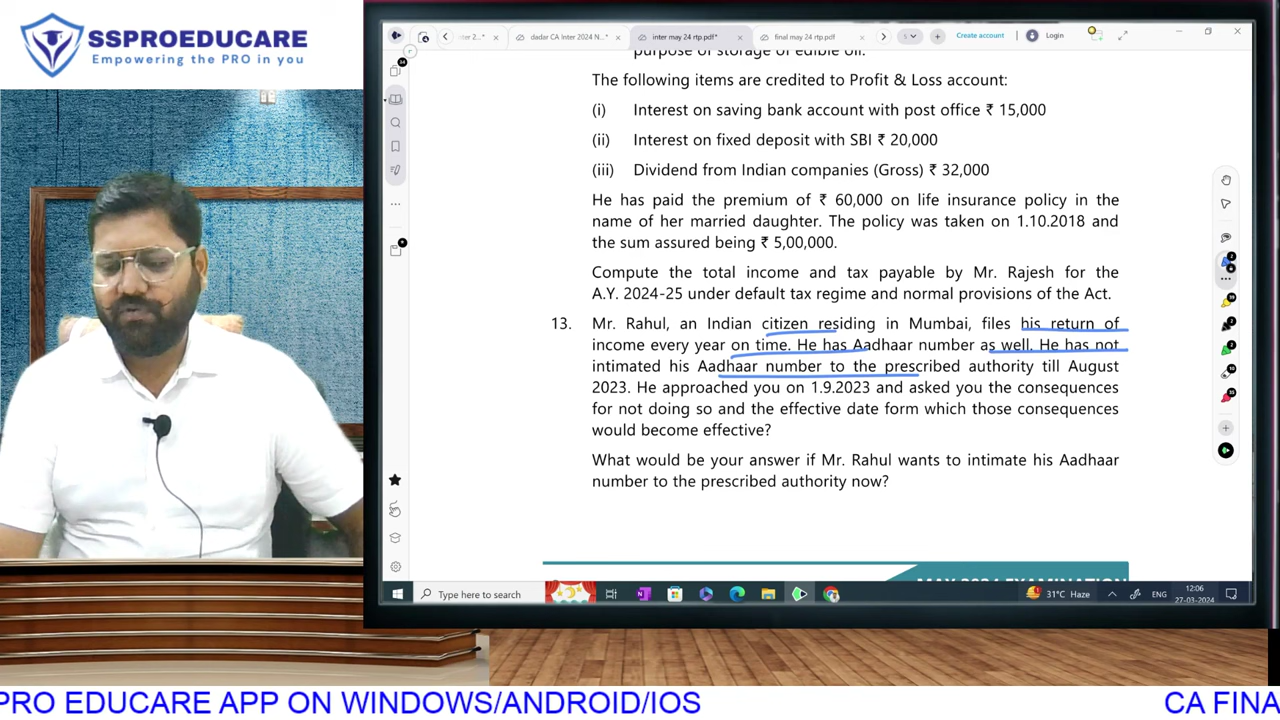 SSPROEDUCARE
Empowering the PRO in you
dadar CA Inter 2024 N...*
inter may 24 rtp.pdf*
final may 24 rtp.pdf
Create account
Login
purpose of storage of edible oil.
The following items are credited to Profit & Loss account:
(i) Interest on saving bank account with post office ₹ 15,000
(ii) Interest on fixed deposit with SBI ₹ 20,000
(iii) Dividend from Indian companies (Gross) ₹ 32,000
He has paid the premium of ₹ 60,000 on life insurance policy in the
name of her married daughter. The policy was taken on 1.10.2018 and
the sum assured being ₹ 5,00,000.
Compute the total income and tax payable by Mr. Rajesh for the
A.Y. 2024-25 under default tax regime and normal provisions of the Act.
13. Mr. Rahul, an Indian citizen residing in Mumbai, files his return of
income every year on time. He has Aadhaar number as well. He has not
intimated his Aadhaar number to the prescribed authority till August
2023. He approached you on 1.9.2023 and asked you the consequences
for not doing so and the effective date form which those consequences
would become effective?
What would be your answer if Mr. Rahul wants to intimate his Aadhaar
number to the prescribed authority now?
MAY 2024 EXAMINATION
Type here to search
31°C Haze
ENG
12:06
27-03-2024
PRO EDUCARE APP ON WINDOWS/ANDROID/IOS
CA FINA